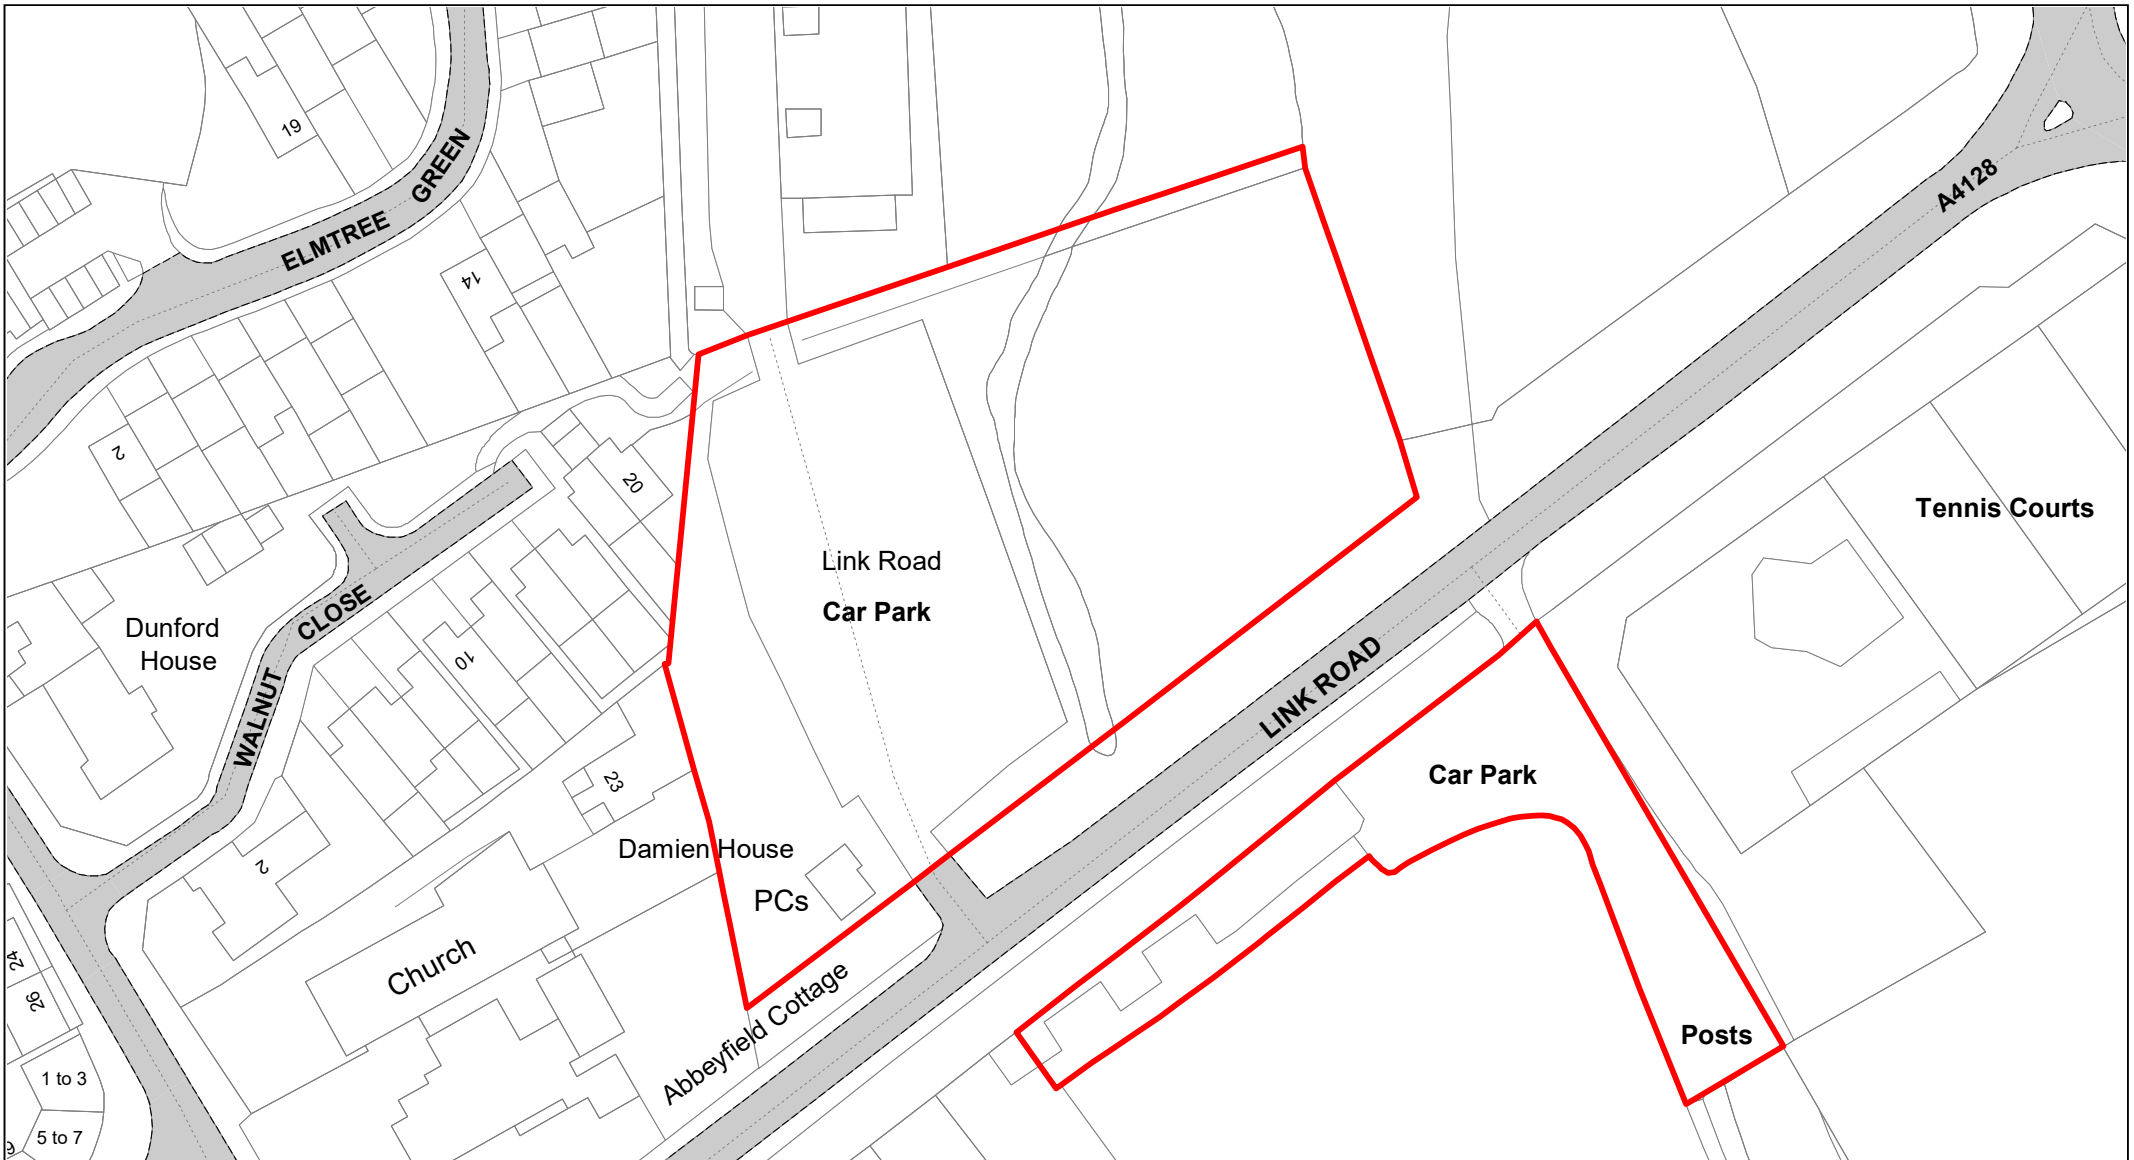 19
ELMTREE GREEN
14
A4128
2
20
Tennis Courts
Link Road
Car Park
WALNUT CLOSE
Dunford
House
10
LINK ROAD
23
Car Park
Damien House
2
PCs
Church
24
26
Abbeyfield Cottage
Posts
1 to 3
5 to 7